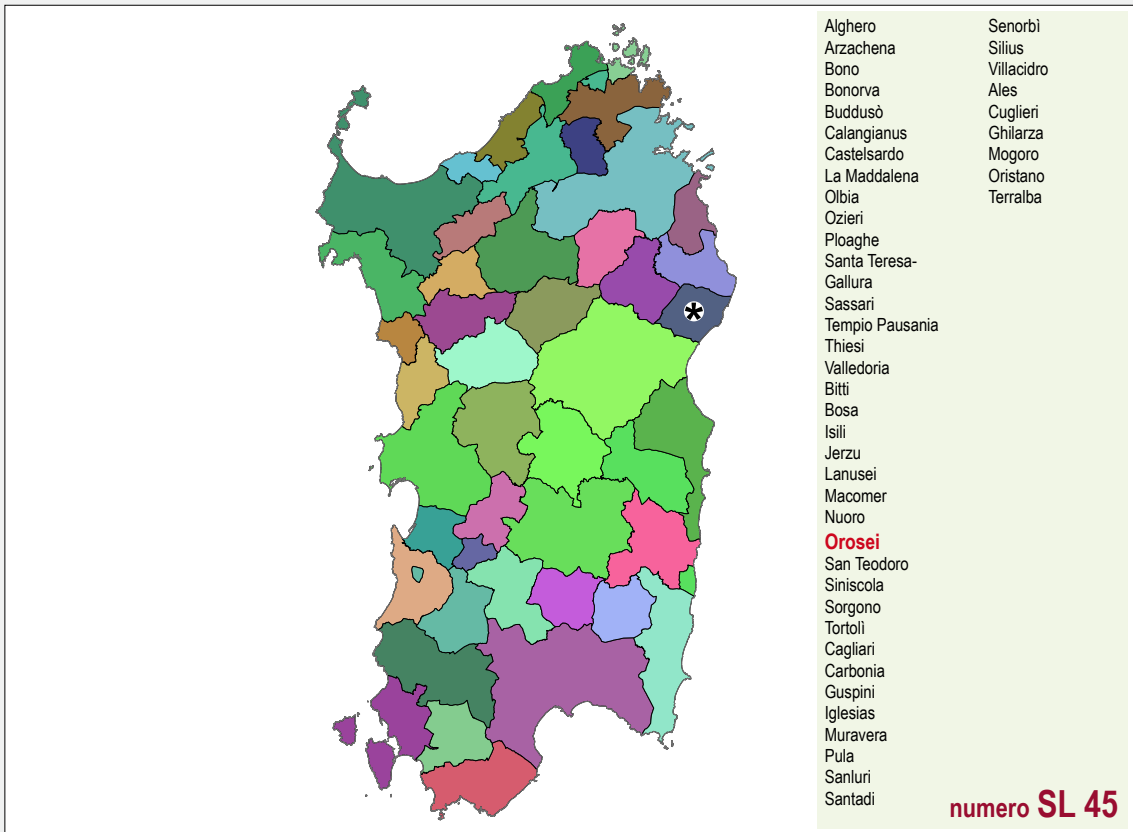 Alghero
Arzachena
Bono
Bonorva
Buddusò
Calangianus
Castelsardo
La Maddalena
Olbia
Ozieri
Ploaghe
Santa Teresa-
Gallura
Sassari
Tempio Pausania
Thiesi
Valledoria
Bitti
Bosa
Isili
Jerzu
Lanusei
Macomer
Nuoro
Orosei
San Teodoro
Siniscola
Sorgono
Tortolì
Cagliari
Carbonia
Guspini
Iglesias
Muravera
Pula
Sanluri
Santadi
Senorbì
Silius
Villacidro
Ales
Cuglieri
Ghilarza
Mogoro
Oristano
Terralba
numero SL 45